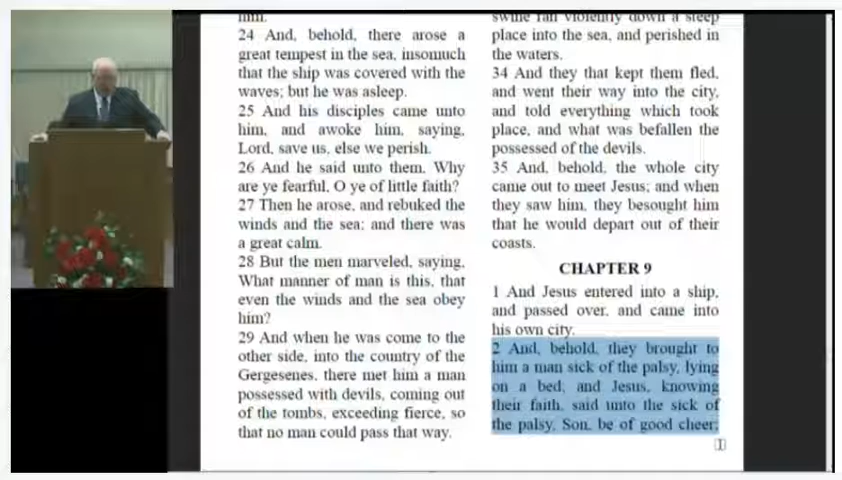 him.
24 And, behold, there arose a
great tempest in the sea, insomuch
that the ship was covered with the
waves; but he was asleep.
25 And his disciples came unto
him, and awoke him, saying,
Lord, save us, else we perish.
26 And he said unto them, Why
are ye fearful, O ye of little faith?
27 Then he arose, and rebuked the
winds and the sea; and there was
a great calm.
28 But the men marveled, saying,
What manner of man is this, that
even the winds and the sea obey
him?
29 And when he was come to the
other side, into the country of the
Gergesenes, there met him a man
possessed with devils, coming out
of the tombs, exceeding fierce, so
that no man could pass that way.
swine ran violently down a steep
place into the sea, and perished in
the waters.
34 And they that kept them fled,
and went their way into the city,
and told everything which took
place, and what was befallen the
possessed of the devils.
35 And, behold, the whole city
came out to meet Jesus; and when
they saw him, they besought him
that he would depart out of their
coasts.
CHAPTER 9
1 And Jesus entered into a ship,
and passed over, and came into
his own city.
2 And, behold, they brought to
him a man sick of the palsy, lying
on a bed; and Jesus, knowing
their faith, said unto the sick of
the palsy, Son, be of good cheer;